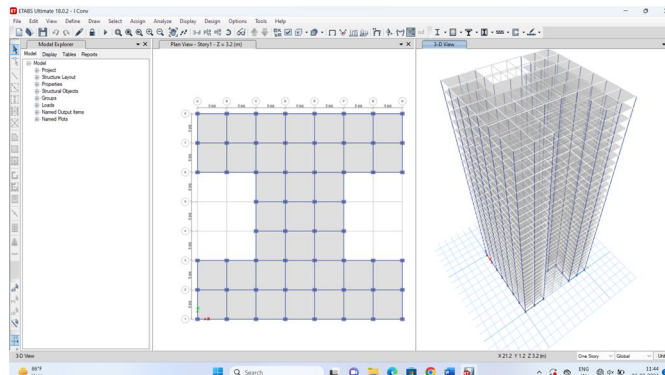 ETABS Ultimate 18.0.2 - I Conv
File Edit View Define Draw Select Assign Analyze Display Design Options Tools Help
Model Explorer
Plan View - Story1 - Z = 3.2 (m)
3-D View
Model Display Tables Reports
Model
Project
Structure Layout
Properties
Structural Objects
Groups
Loads
Named Output Items
Named Plots
3-D View
X 21.2 Y 1.2 Z 3.2 (m)
One Story
Global
86°F
Search
ENG
11:44